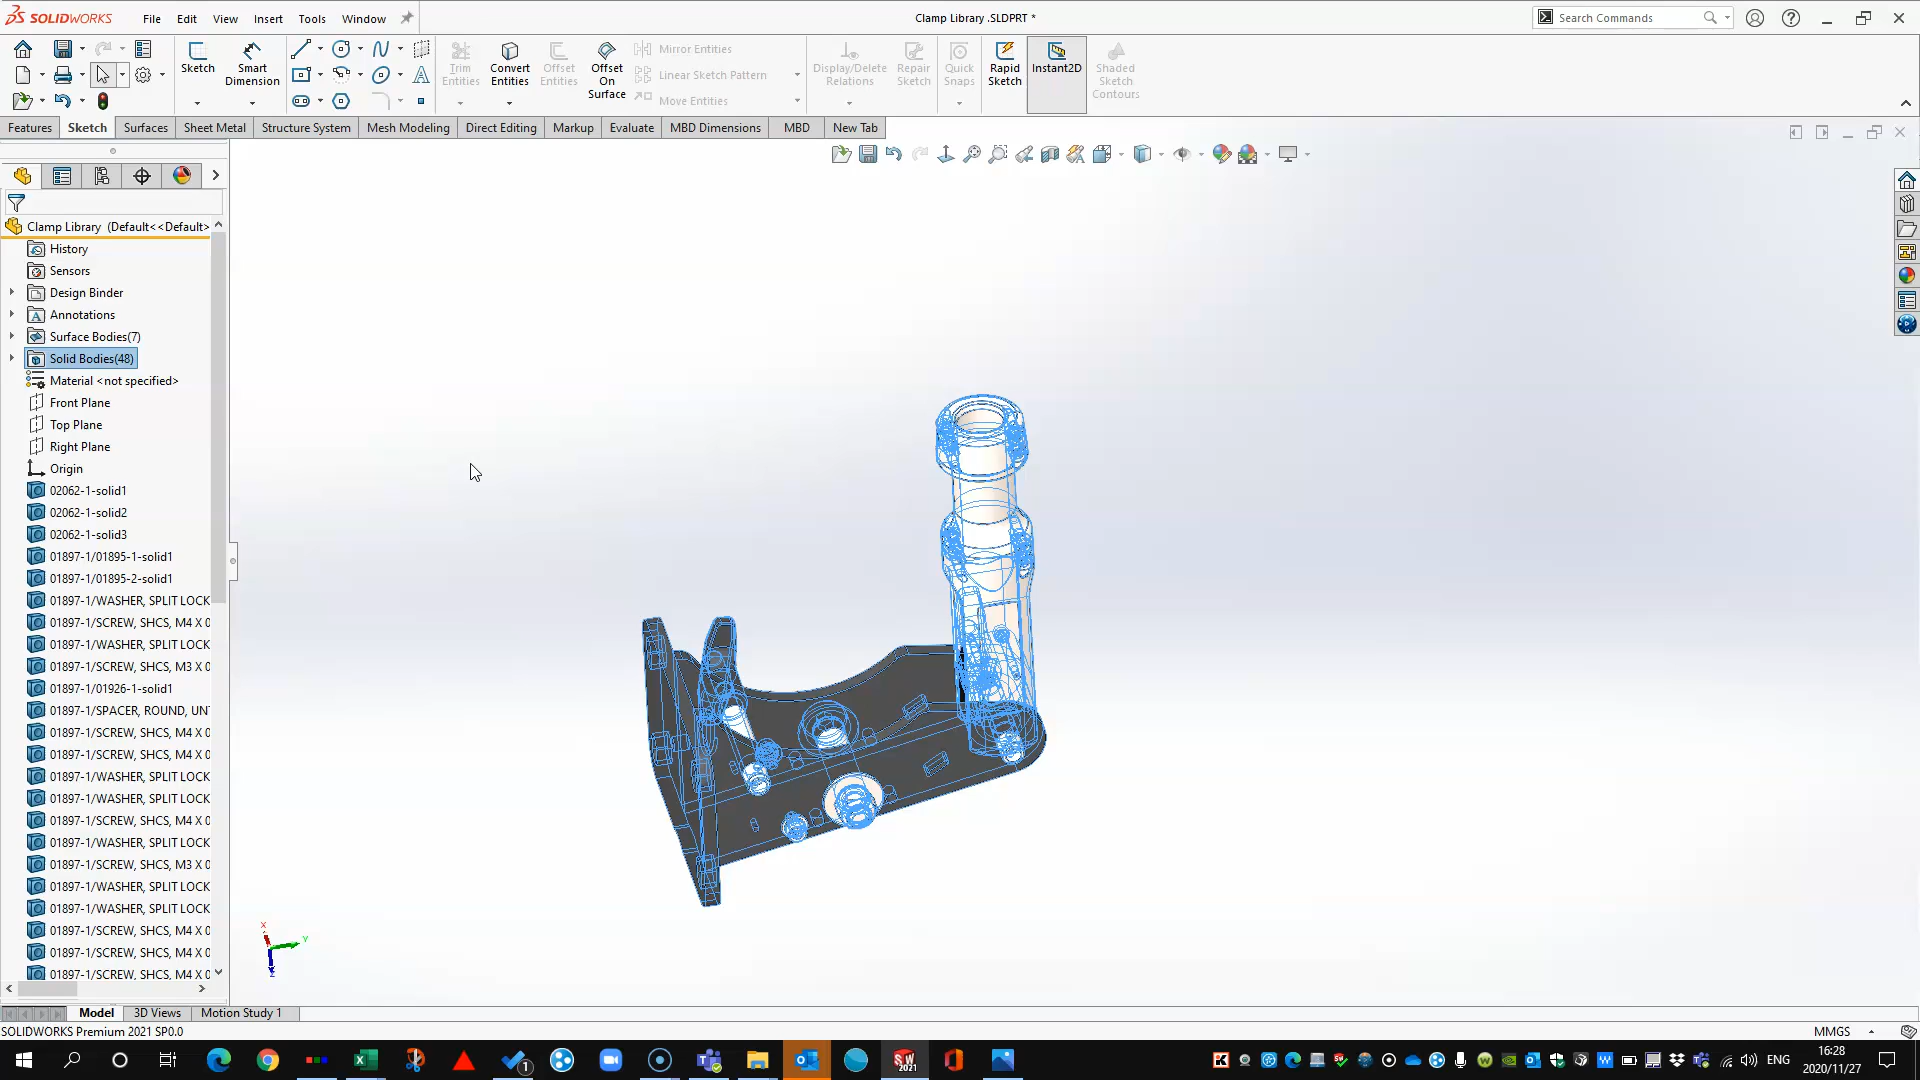 SOLIDWORKS File Edit View Insert Tools Window Clamp Library .SLDPRT * Search Commands
Sketch Smart Dimension Trim Entities Convert Entities Offset Entities Offset On Surface Mirror Entities Linear Sketch Pattern Move Entities Display/Delete Relations Repair Sketch Quick Snaps Rapid Sketch Instant2D Shaded Sketch Contours
Features Sketch Surfaces Sheet Metal Structure System Mesh Modeling Direct Editing Markup Evaluate MBD Dimensions MBD New Tab
Clamp Library (Default<<Default>
History
Sensors
Design Binder
Annotations
Surface Bodies(7)
Solid Bodies(48)
Material <not specified>
Front Plane
Top Plane
Right Plane
Origin
02062-1-solid1
02062-1-solid2
02062-1-solid3
01897-1/01895-1-solid1
01897-1/01895-2-solid1
01897-1/WASHER, SPLIT LOCK
01897-1/SCREW, SHCS, M4 X 0
01897-1/WASHER, SPLIT LOCK
01897-1/SCREW, SHCS, M3 X 0
01897-1/01926-1-solid1
01897-1/SPACER, ROUND, UN
01897-1/SCREW, SHCS, M4 X 0
01897-1/SCREW, SHCS, M4 X 0
01897-1/WASHER, SPLIT LOCK
01897-1/WASHER, SPLIT LOCK
01897-1/SCREW, SHCS, M4 X 0
01897-1/WASHER, SPLIT LOCK
01897-1/SCREW, SHCS, M3 X 0
01897-1/WASHER, SPLIT LOCK
01897-1/WASHER, SPLIT LOCK
01897-1/SCREW, SHCS, M4 X 0
01897-1/SCREW, SHCS, M4 X 0
01897-1/SCREW, SHCS, M4 X 0
X Y Z
Model 3D Views Motion Study 1
SOLIDWORKS Premium 2021 SP0.0 MMGS
ENG 16:28
2020/11/27